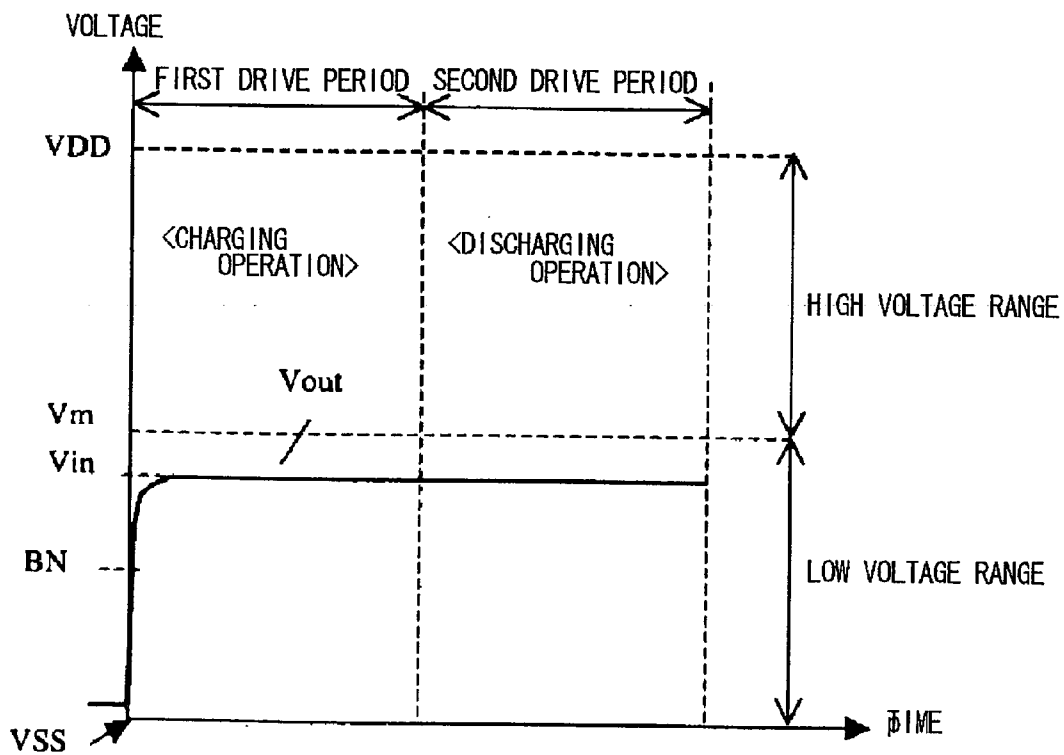 VOLTAGE
FIRST DRIVE PERIOD
SECOND DRIVE PERIOD
VDD
<CHARGING
OPERATION>
<DISCHARGING
OPERATION>
HIGH VOLTAGE RANGE
Vout
Vm
Vin
BN
LOW VOLTAGE RANGE
TIME
VSS